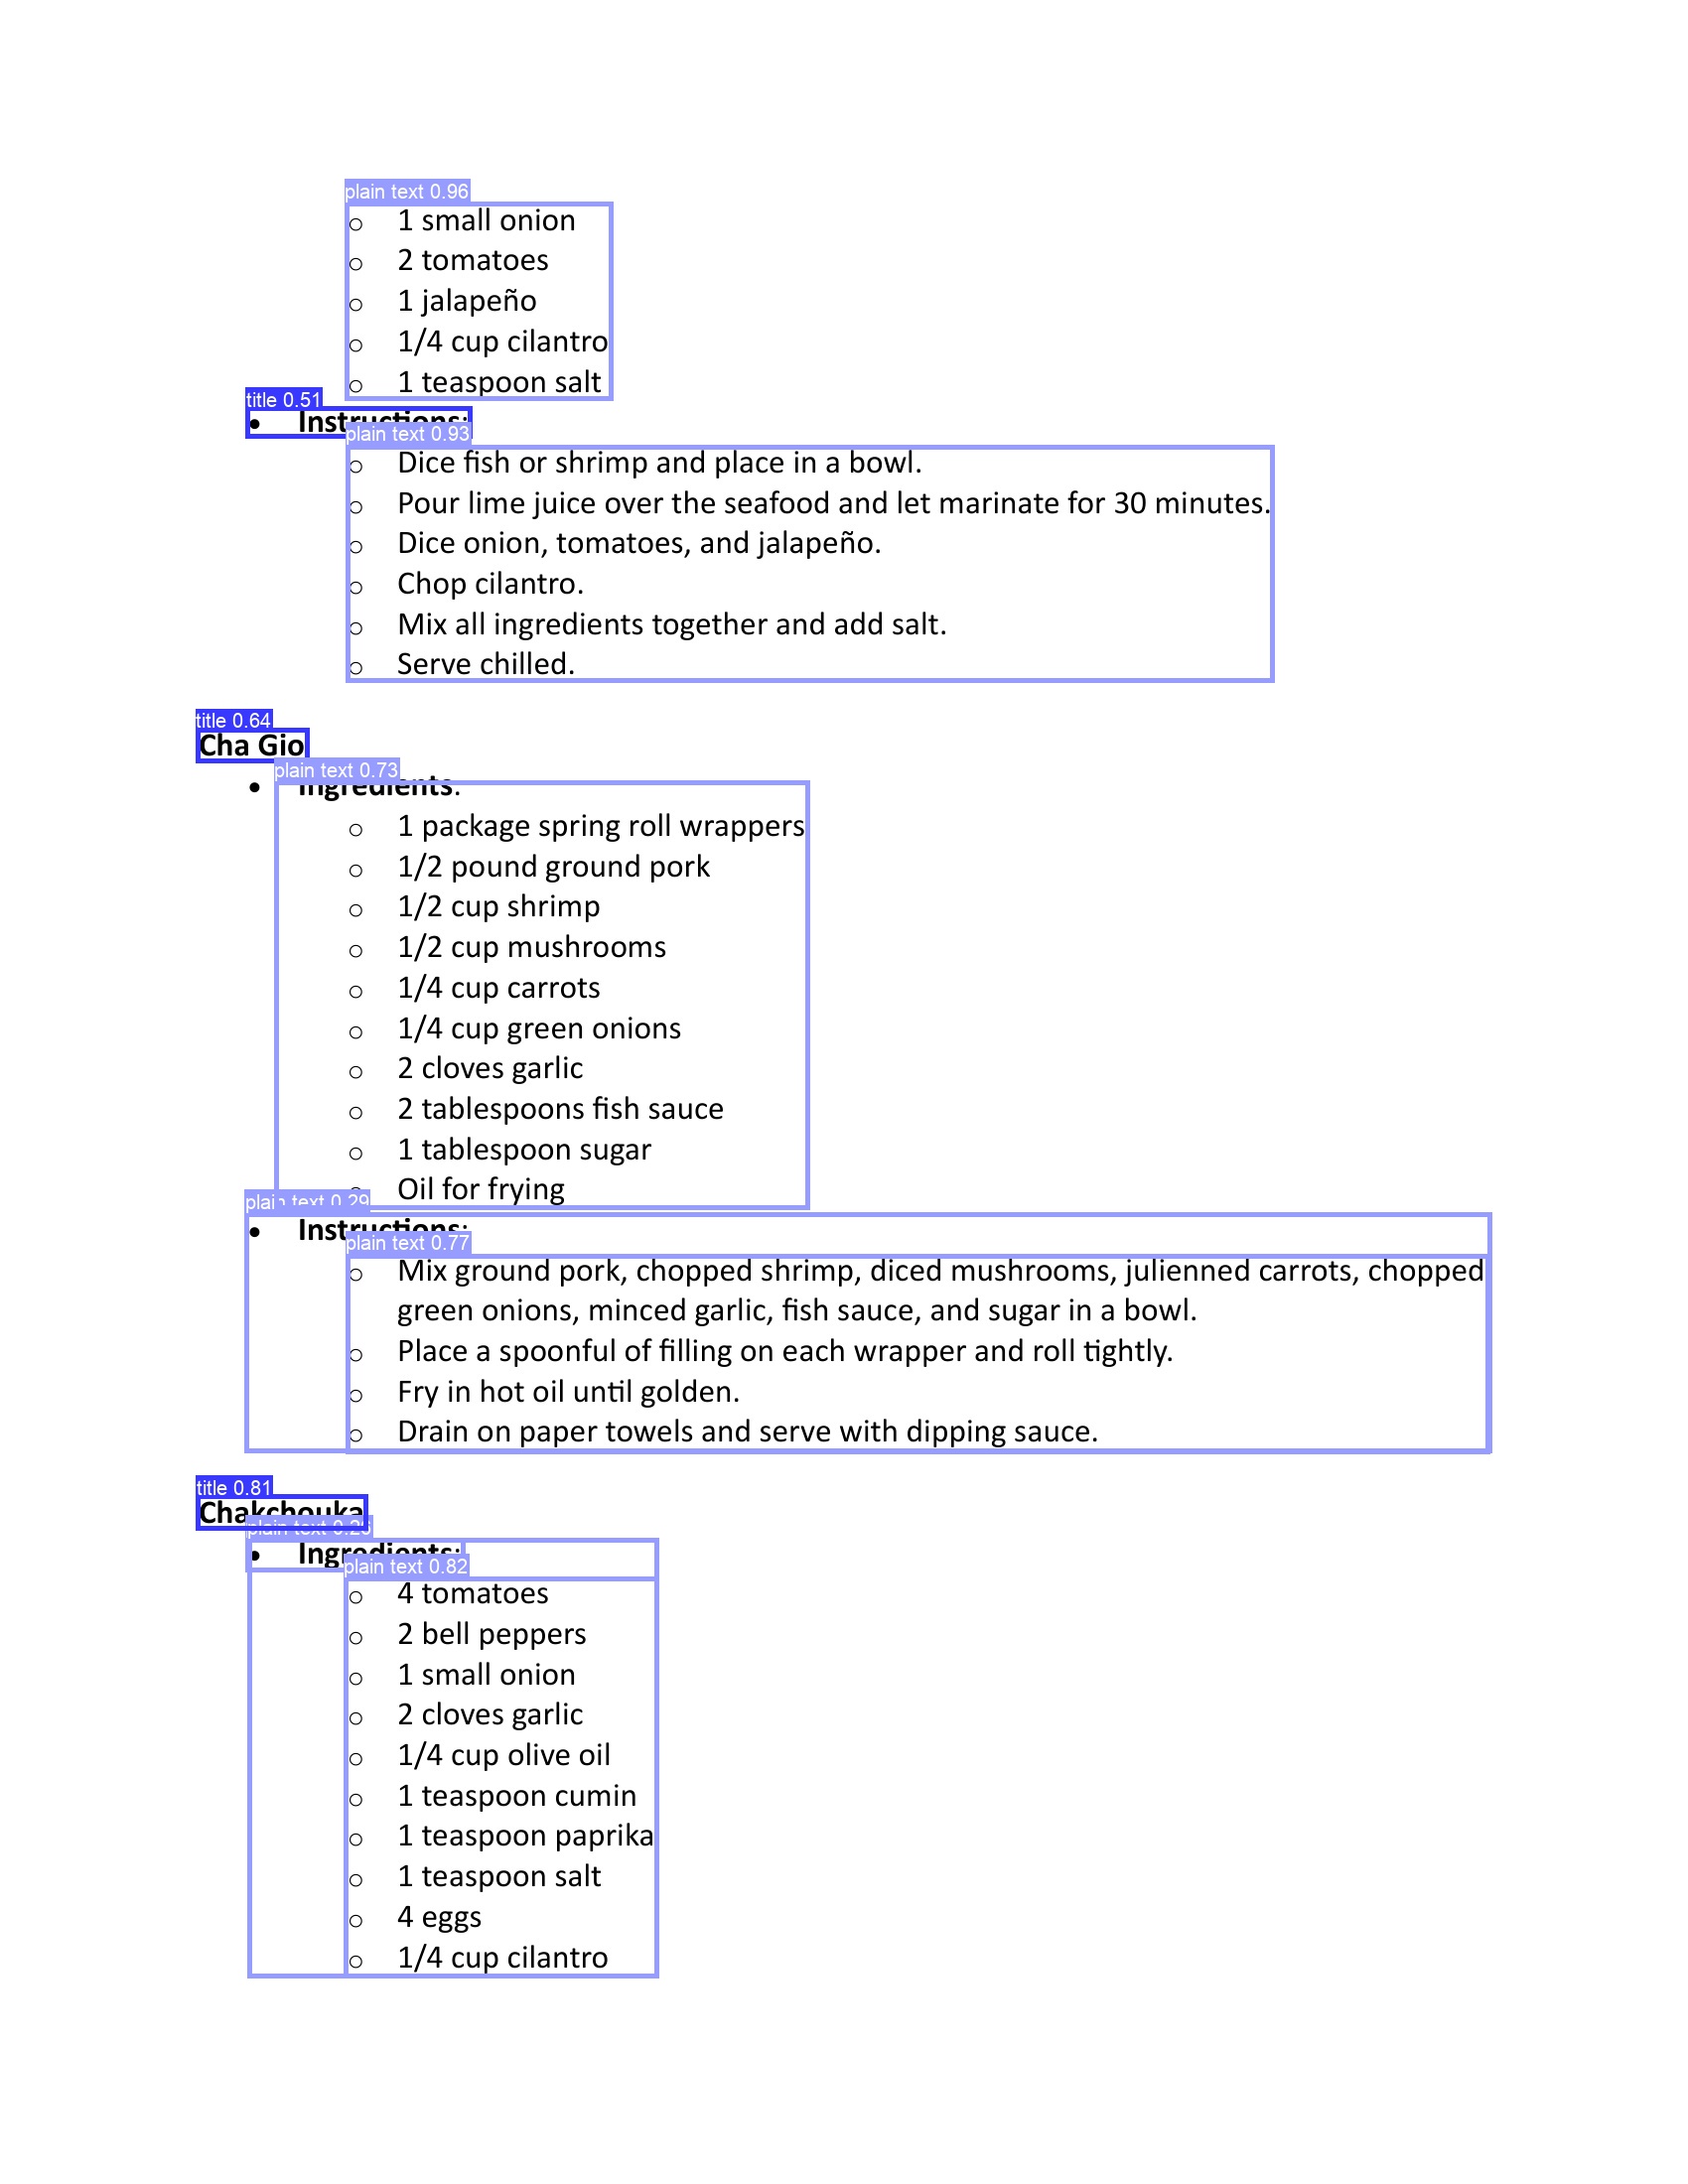 plain text 0.96
○ 1 small onion
○ 2 tomatoes
○ 1 jalapeño
○ 1/4 cup cilantro
○ 1 teaspoon salt
title 0.51
• Instructions:
plain text 0.93
○ Dice fish or shrimp and place in a bowl.
○ Pour lime juice over the seafood and let marinate for 30 minutes.
○ Dice onion, tomatoes, and jalapeño.
○ Chop cilantro.
○ Mix all ingredients together and add salt.
○ Serve chilled.
title 0.64
Cha Gio
plain text 0.73
• Ingredients:
○ 1 package spring roll wrappers
○ 1/2 pound ground pork
○ 1/2 cup shrimp
○ 1/2 cup mushrooms
○ 1/4 cup carrots
○ 1/4 cup green onions
○ 2 cloves garlic
○ 2 tablespoons fish sauce
○ 1 tablespoon sugar
○ Oil for frying
plain text 0.29
• Instructions:
plain text 0.77
○ Mix ground pork, chopped shrimp, diced mushrooms, julienned carrots, chopped
green onions, minced garlic, fish sauce, and sugar in a bowl.
○ Place a spoonful of filling on each wrapper and roll tightly.
○ Fry in hot oil until golden.
○ Drain on paper towels and serve with dipping sauce.
title 0.81
Chakchouka
plain text
• Ingredients:
plain text 0.82
○ 4 tomatoes
○ 2 bell peppers
○ 1 small onion
○ 2 cloves garlic
○ 1/4 cup olive oil
○ 1 teaspoon cumin
○ 1 teaspoon paprika
○ 1 teaspoon salt
○ 4 eggs
○ 1/4 cup cilantro